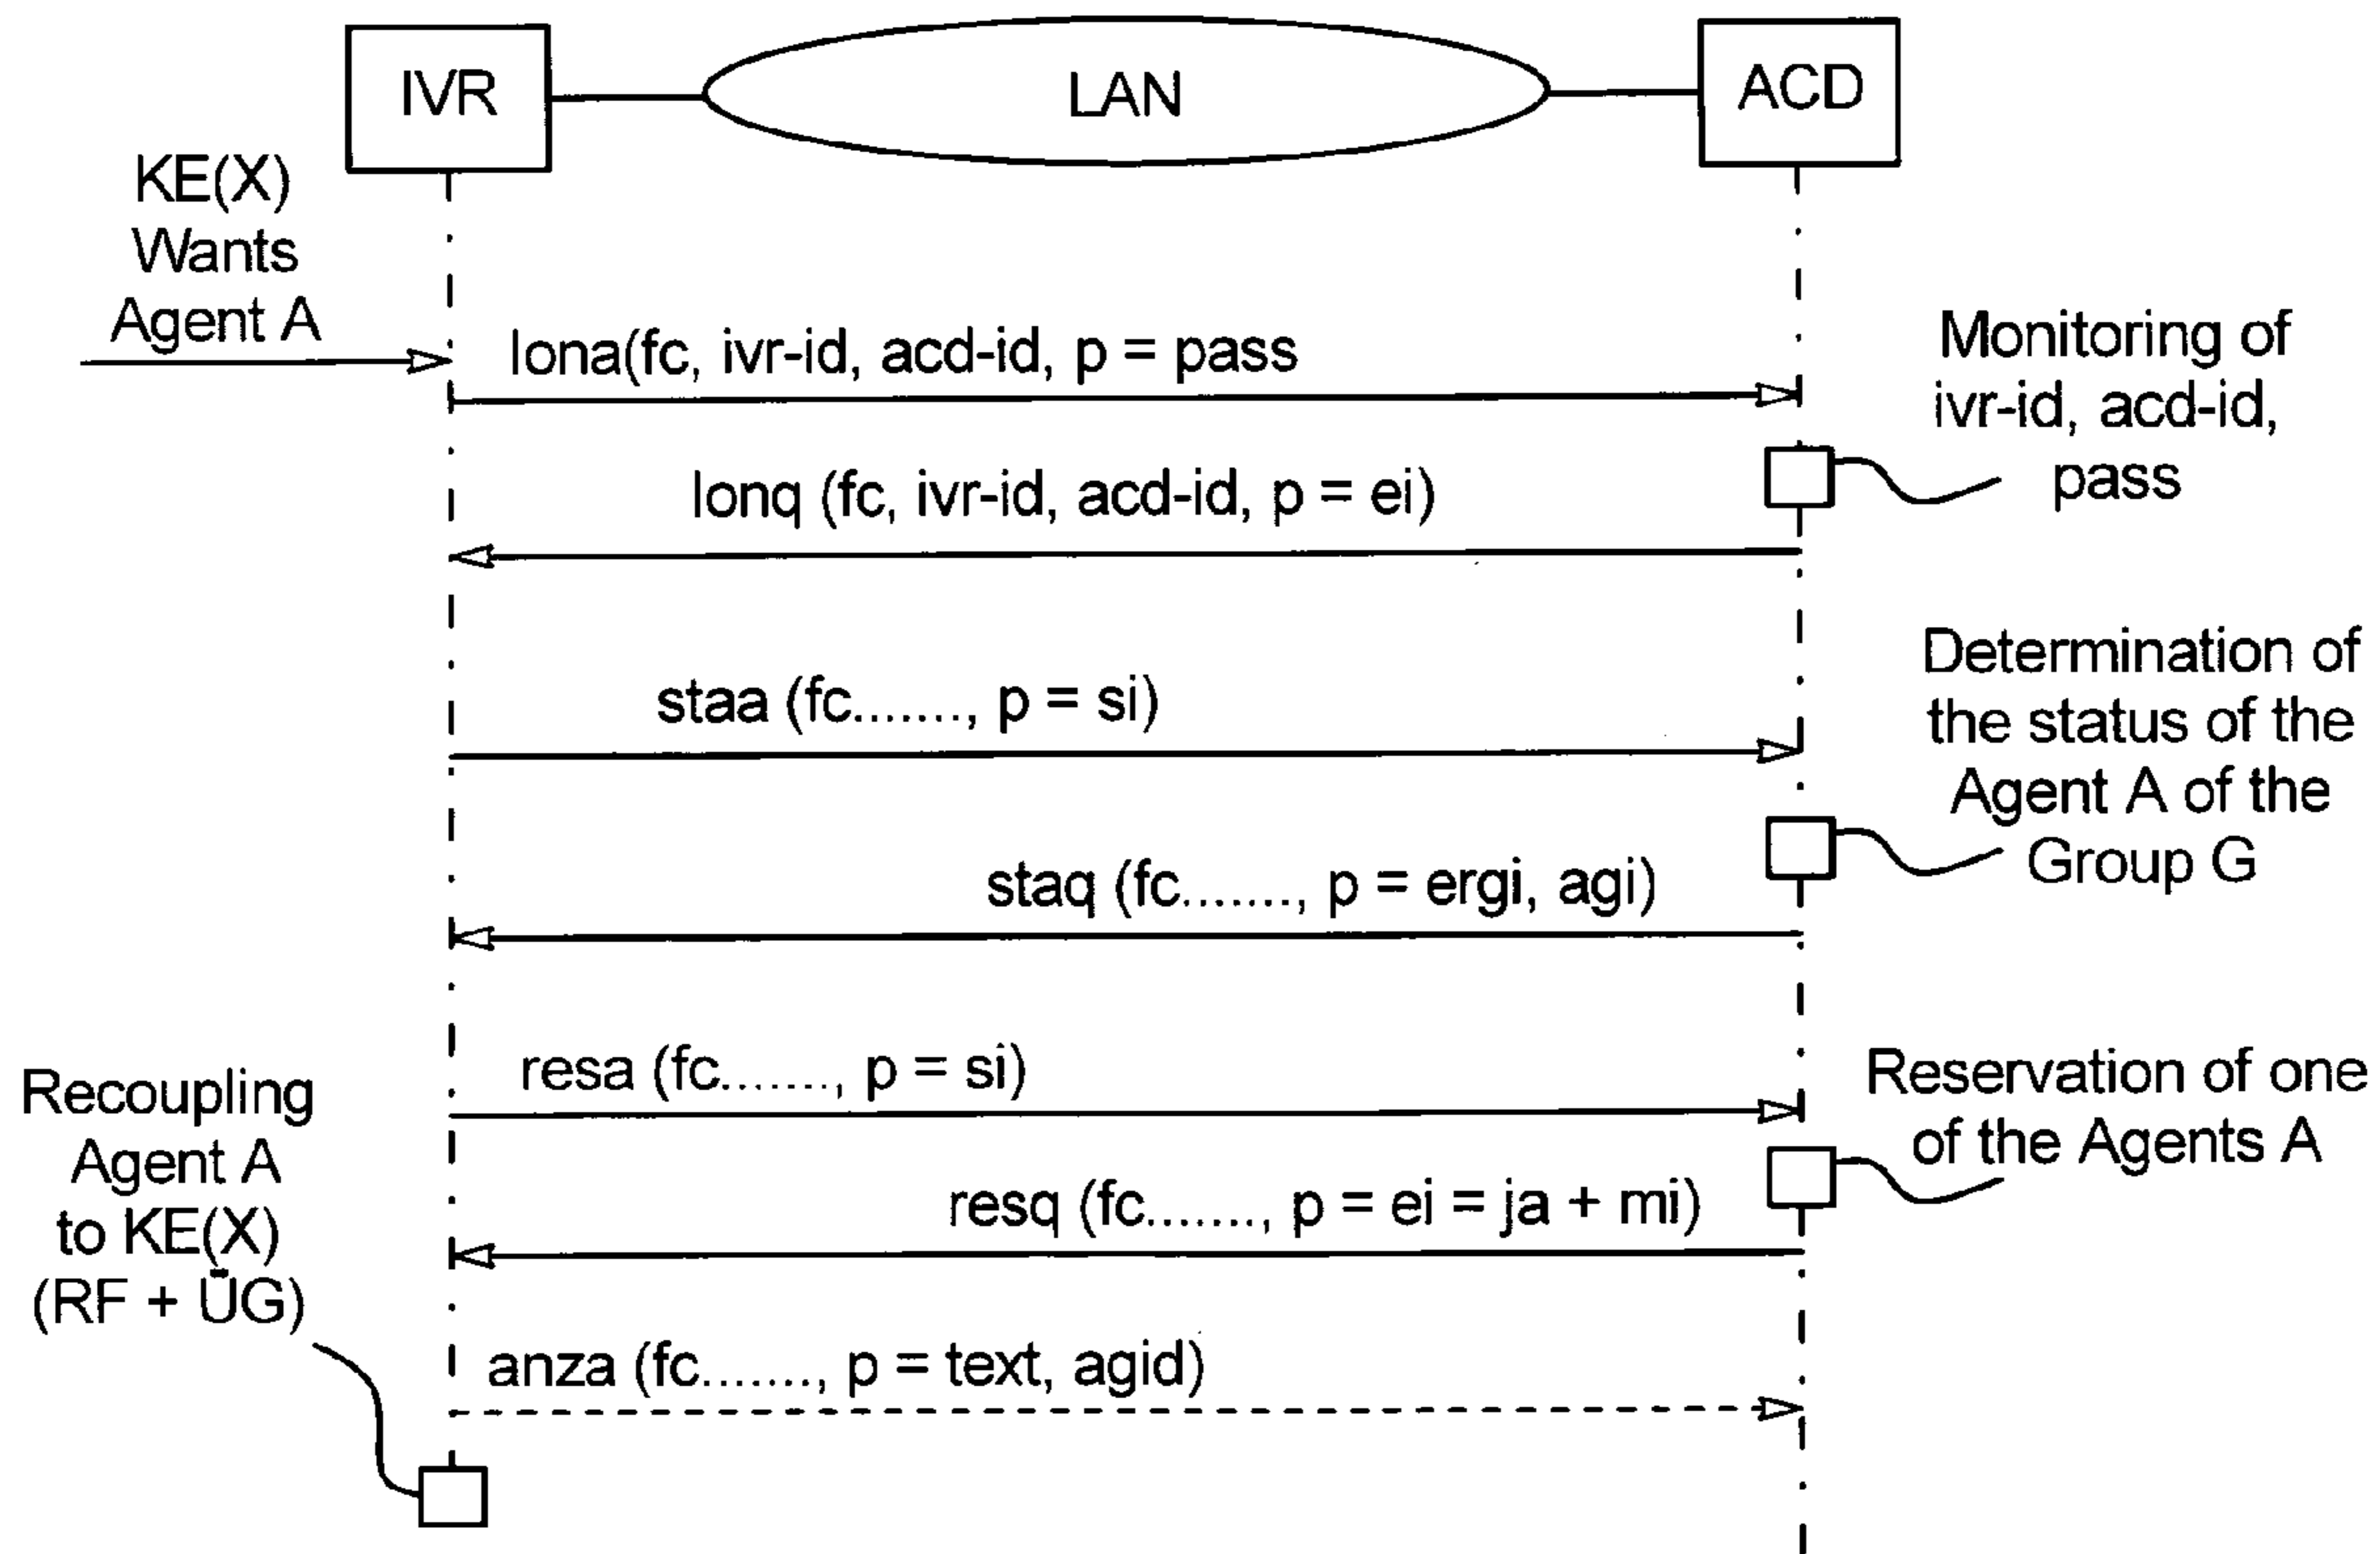 IVR
LAN
ACD
KE(X)
Wants
Agent A
lona(fc, ivr-id, acd-id, p = pass
Monitoring of
ivr-id, acd-id,
pass
lonq (fc, ivr-id, acd-id, p = ei)
staa (fc......., p = si)
Determination of
the status of the
Agent A of the
Group G
staq (fc......., p = ergi, agi)
resa (fc......., p = si)
Reservation of one
of the Agents A
resq (fc......., p = ei = ja + mi)
Recoupling
Agent A
to KE(X)
(RF + ÜG)
anza (fc......., p = text, agid)